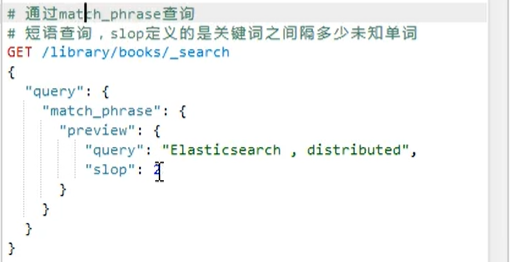 # 通过match_phrase查询
# 短语查询，slop定义的是关键词之间隔多少未知单词
GET /library/books/_search
{
  "query": {
    "match_phrase": {
      "preview": {
        "query": "Elasticsearch , distributed",
        "slop": 2
      }
    }
  }
}